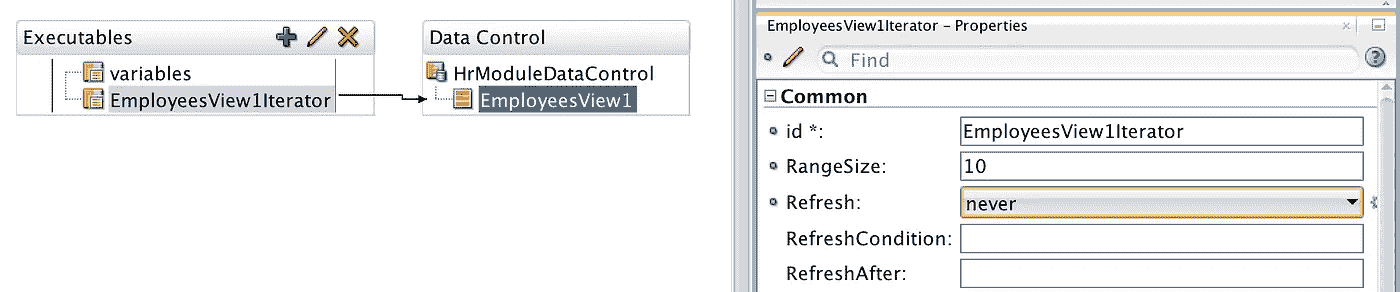 Executables
variables
EmployeesView1Iterator
Data Control
HrModuleDataControl
EmployeesView1
EmployeesView1Iterator - Properties
Find
Common
id *: EmployeesView1Iterator
RangeSize: 10
Refresh: never
RefreshCondition:
RefreshAfter: